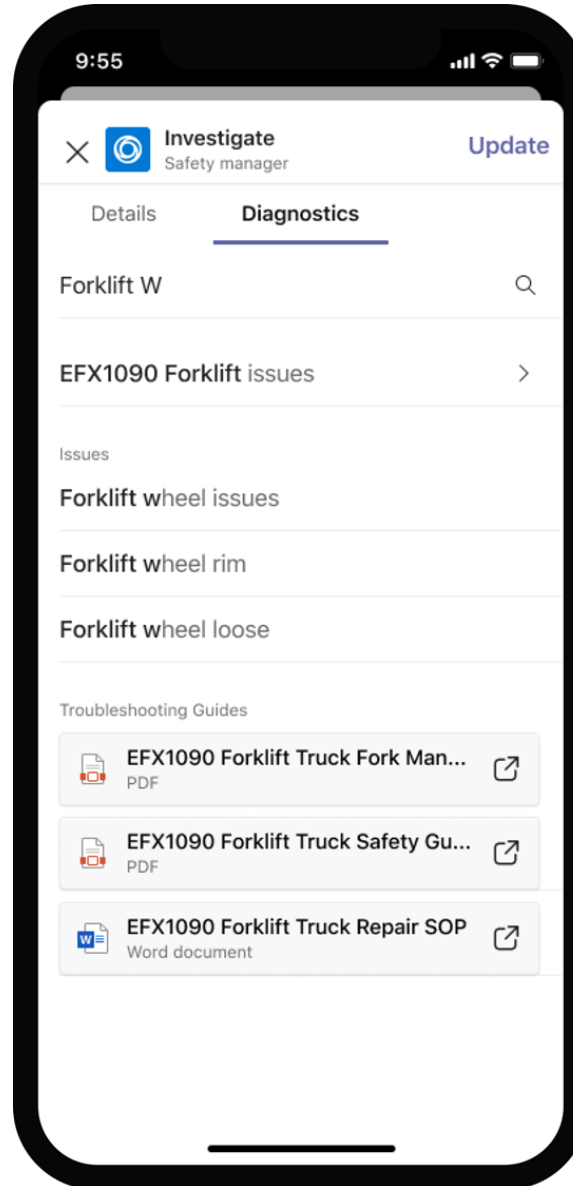 9:55
Investigate
Safety manager
Update
Details
Diagnostics
Forklift W
EFX1090 Forklift issues
Issues
Forklift wheel issues
Forklift wheel rim
Forklift wheel loose
Troubleshooting Guides
EFX1090 Forklift Truck Fork Man...
PDF
EFX1090 Forklift Truck Safety Gu...
PDF
W
EFX1090 Forklift Truck Repair SOP
Word document